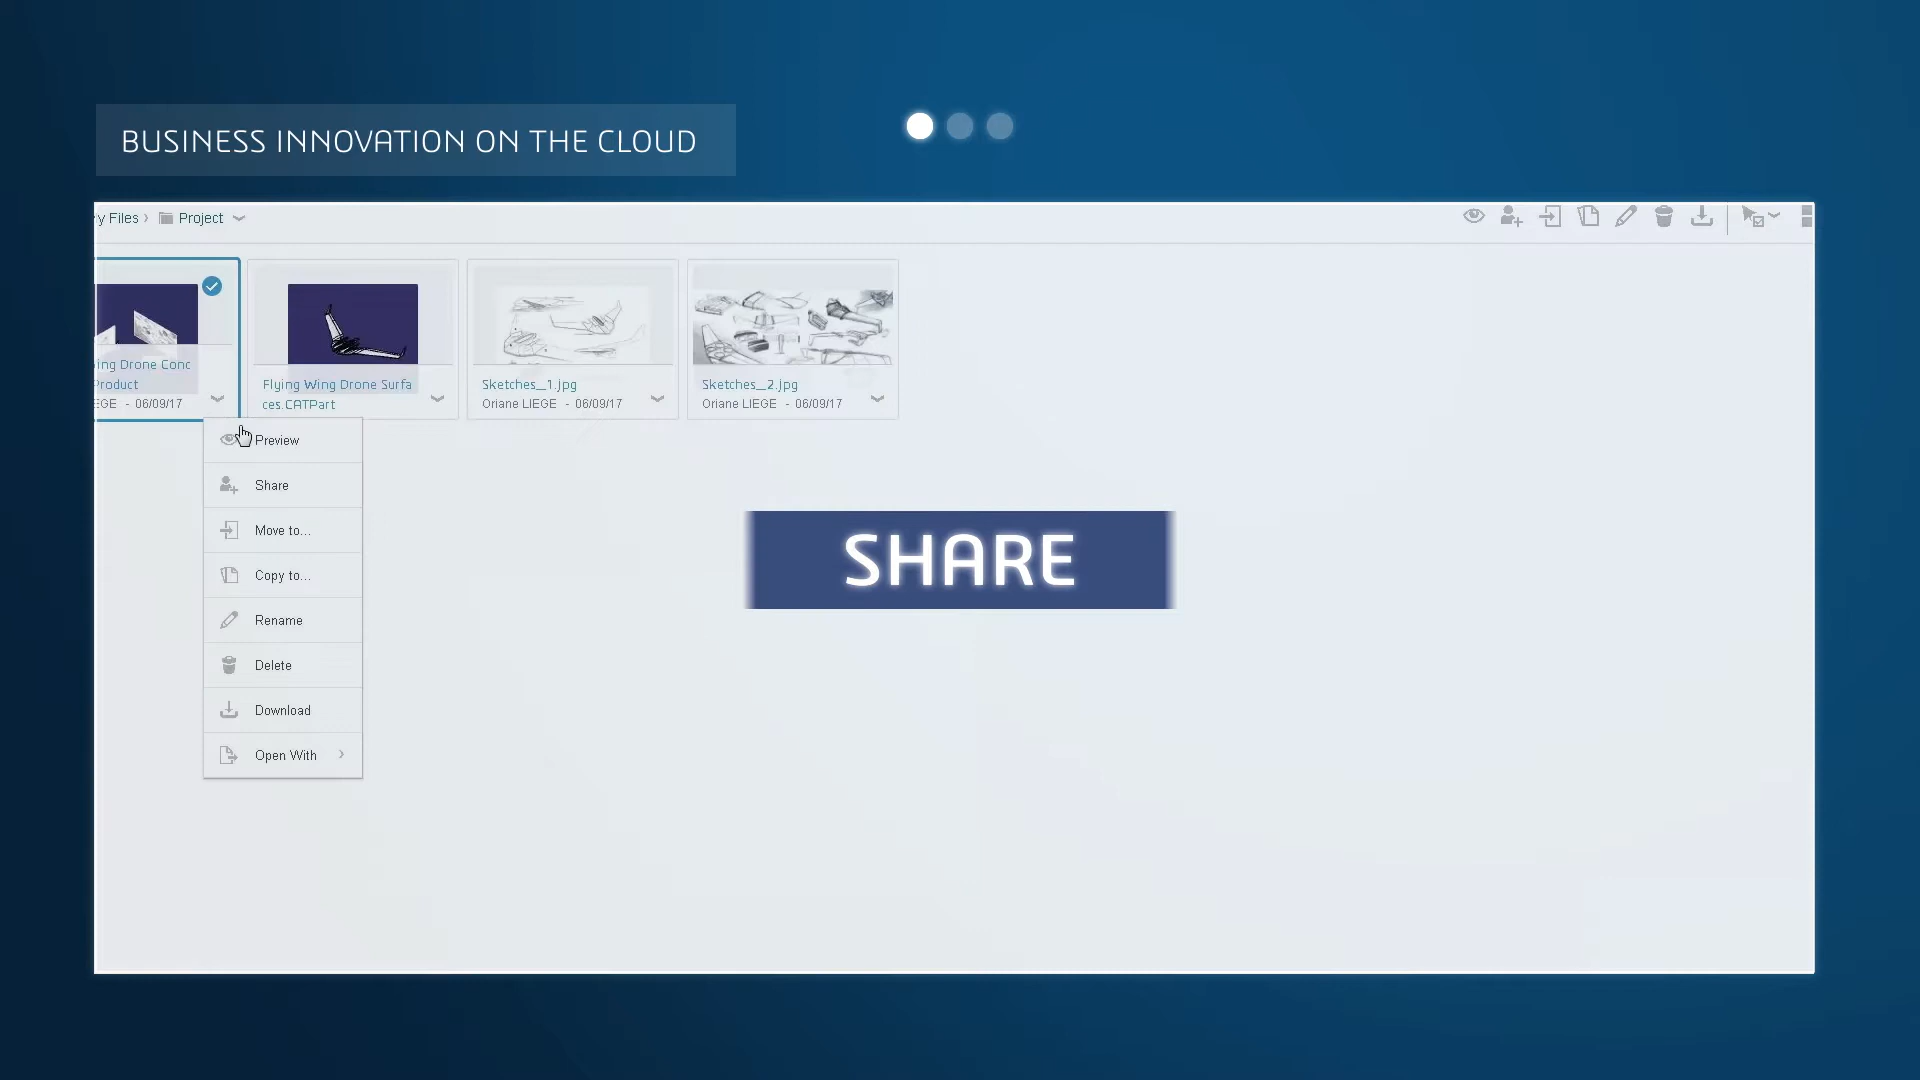 BUSINESS INNOVATION ON THE CLOUD
y Files › Project
ing Drone Conc
Product
EGE - 06/09/17
Flying Wing Drone Surfa
ces.CATPart
Sketches_1.jpg
Oriane LIEGE - 06/09/17
Sketches_2.jpg
Oriane LIEGE - 06/09/17
Preview
Share
Move to...
Copy to...
Rename
Delete
Download
Open With
SHARE